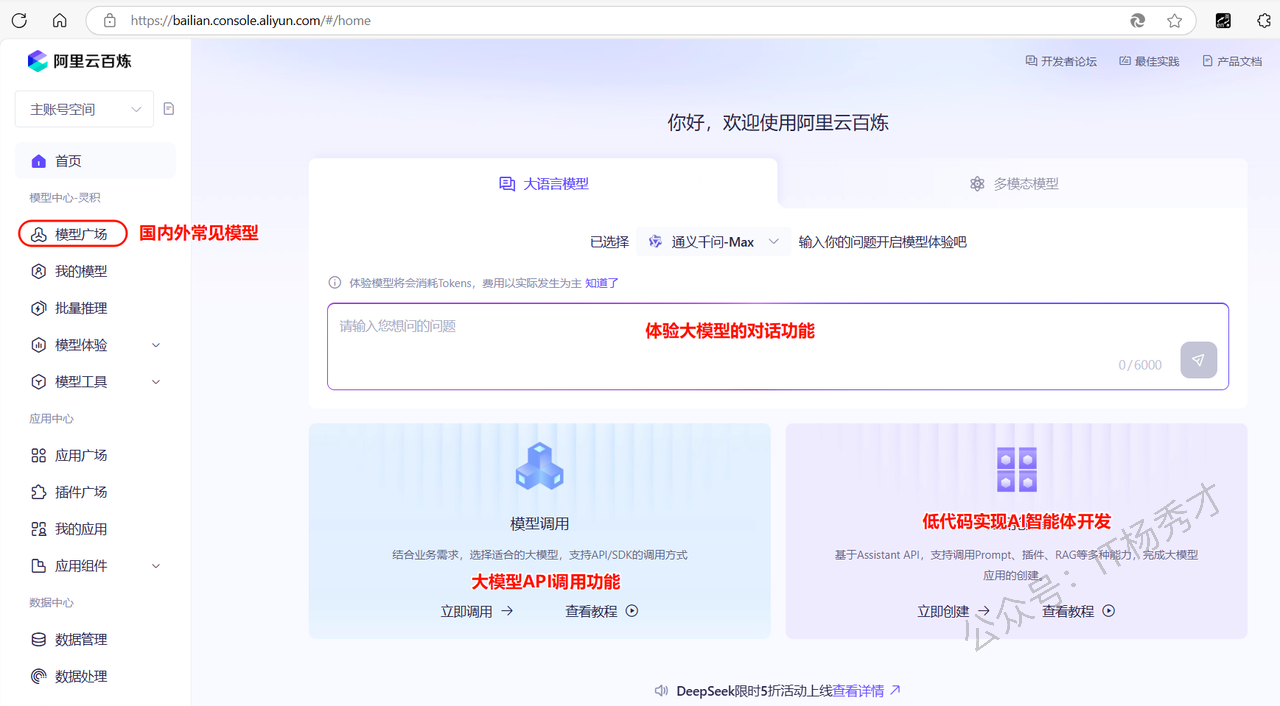 https://bailian.console.aliyun.com/#/home
阿里云百炼
开发者论坛
最佳实践
产品文档
主账号空间
首页
模型中心-灵积
模型广场
国内外常见模型
我的模型
批量推理
模型体验
模型工具
应用中心
应用广场
插件广场
我的应用
应用组件
数据中心
数据管理
数据处理
你好，欢迎使用阿里云百炼
大语言模型
多模态模型
已选择 通义千问-Max 输入你的问题开启模型体验吧
体验模型将会消耗Tokens，费用以实际发生为主 知道了
请输入您想问的问题
体验大模型的对话功能
0/6000
模型调用
结合业务需求，选择适合的大模型，支持API/SDK的调用方式
大模型API调用功能
立即调用
查看教程
低代码实现AI智能体开发
基于Assistant API，支持调用Prompt、插件、RAG等多种能力，完成大模型
应用的创建。
立即创建
查看教程
公众号：IT杨秀才
DeepSeek限时5折活动上线查看详情